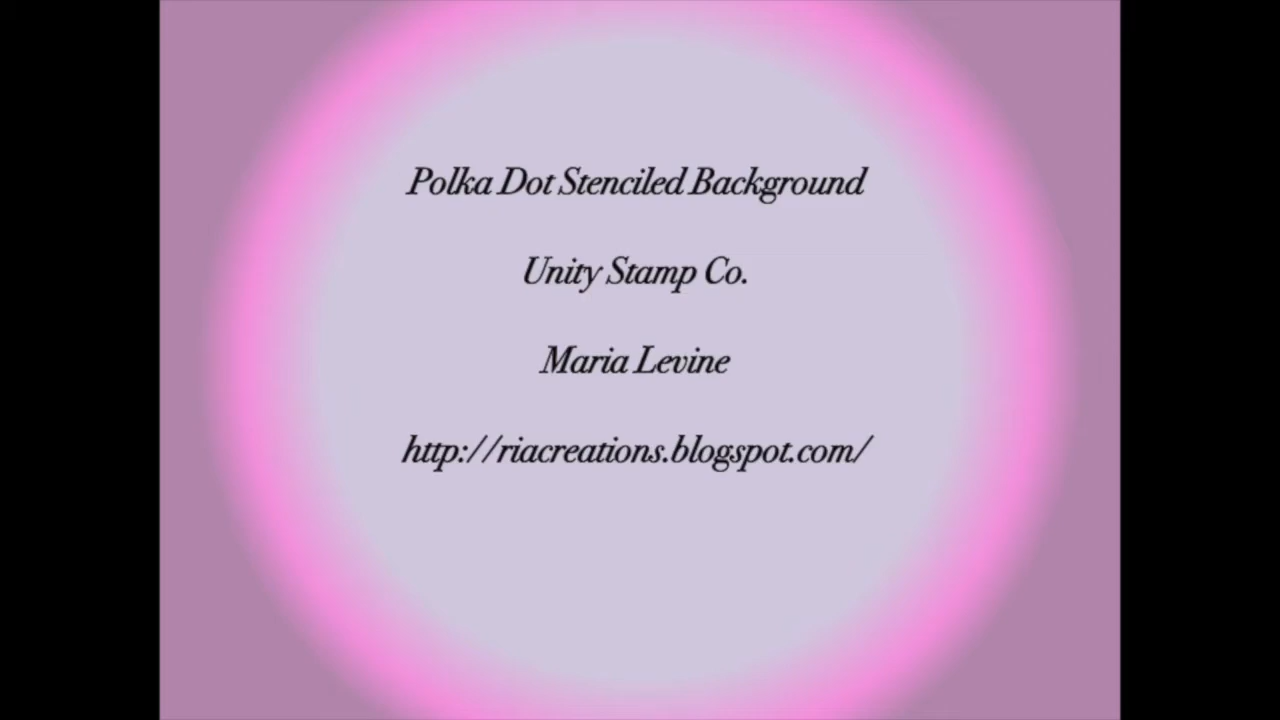 Polka Dot Stenciled Background
Unity Stamp Co.
Maria Levine
http://riacreations.blogspot.com/